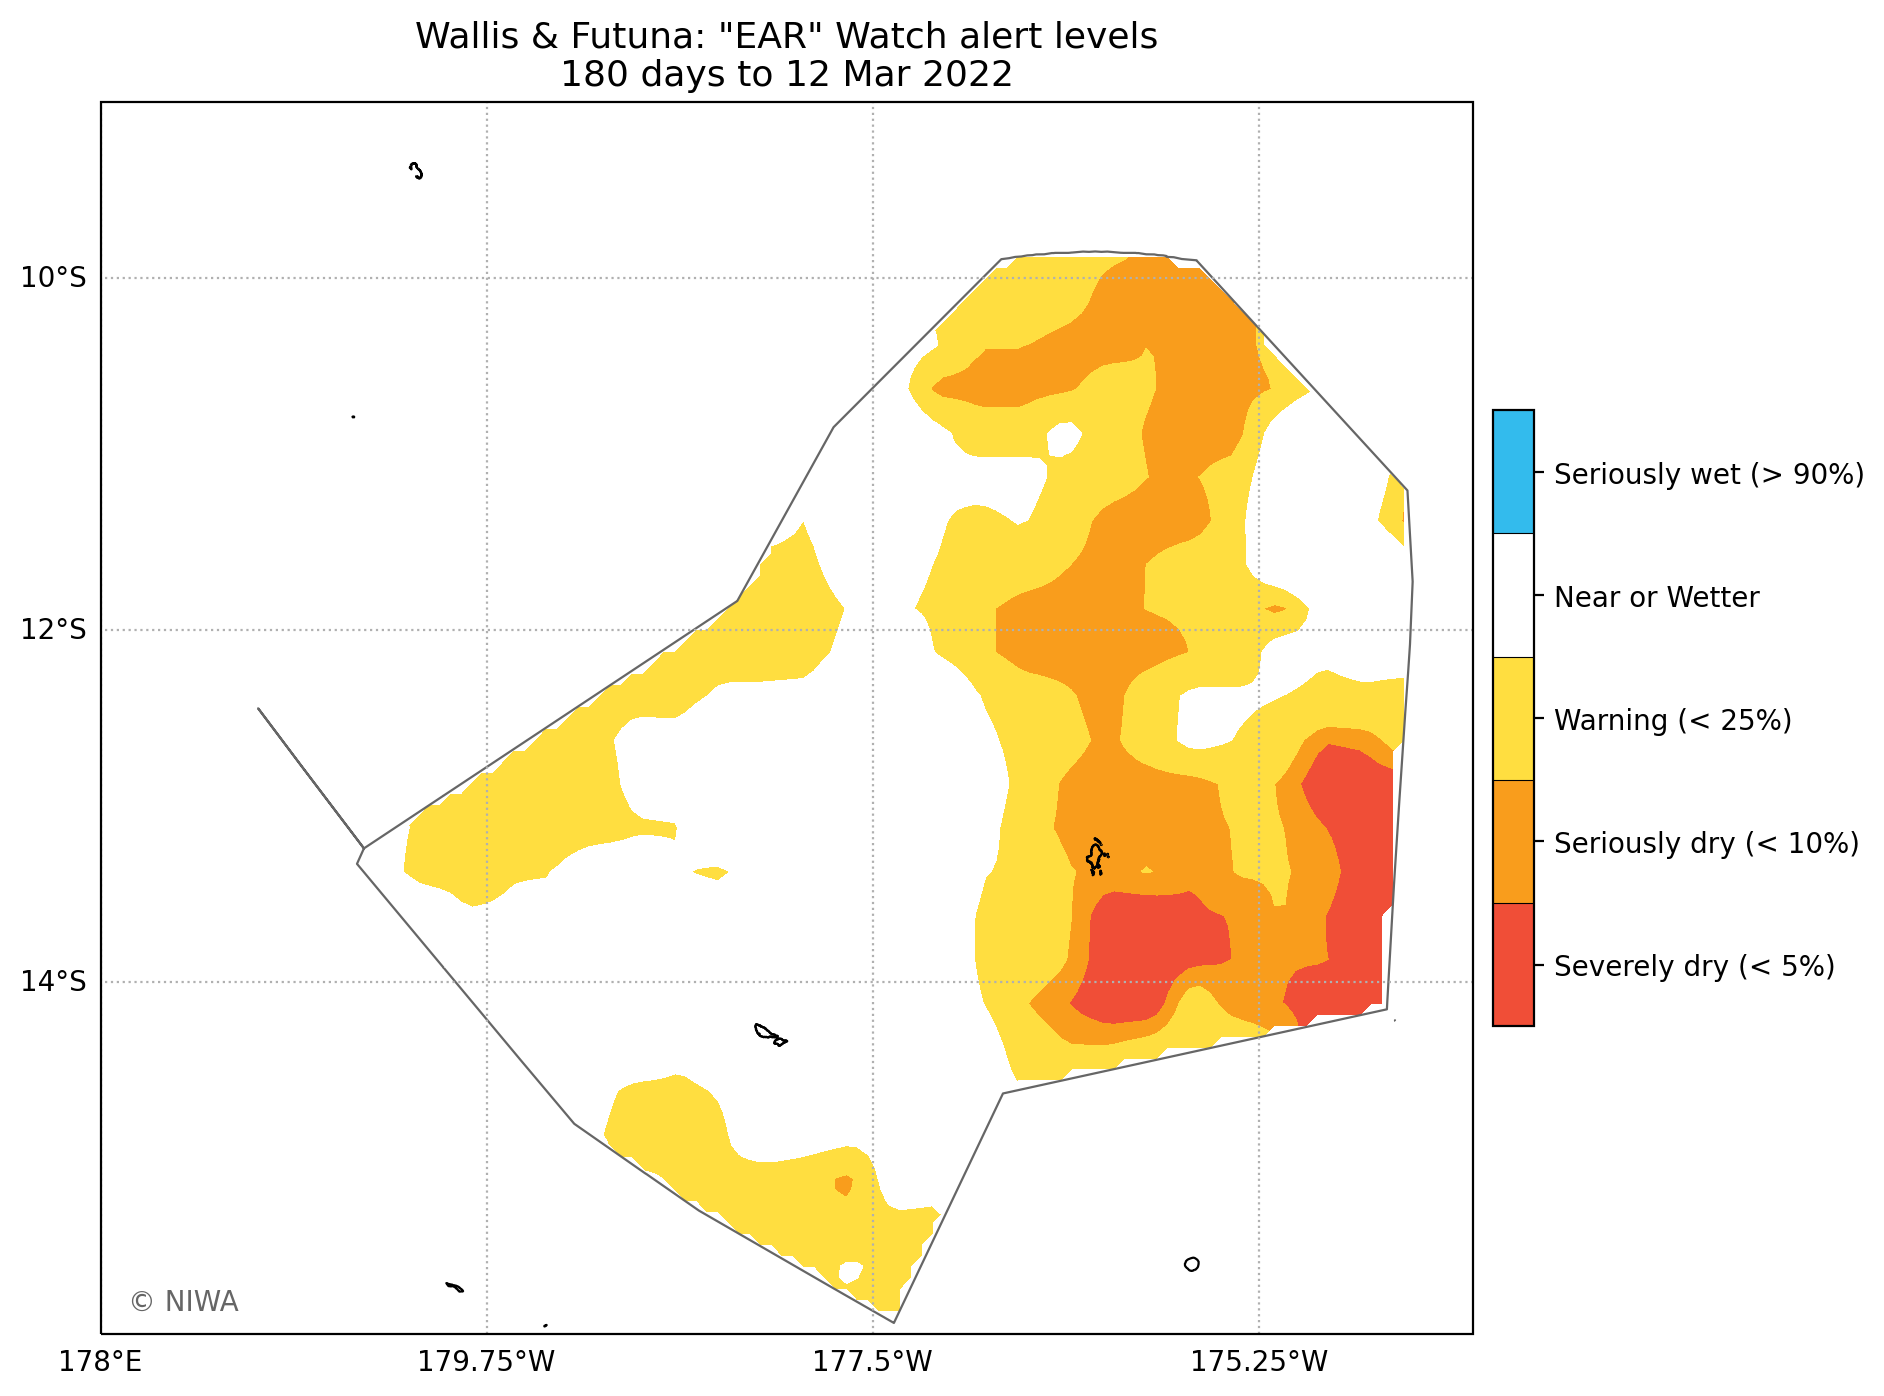 Wallis & Futuna: "EAR" Watch alert levels
180 days to 12 Mar 2022
10°S
12°S
14°S
178°E
179.75°W
177.5°W
175.25°W
Seriously wet (> 90%)
Near or Wetter
Warning (< 25%)
Seriously dry (< 10%)
Severely dry (< 5%)
© NIWA